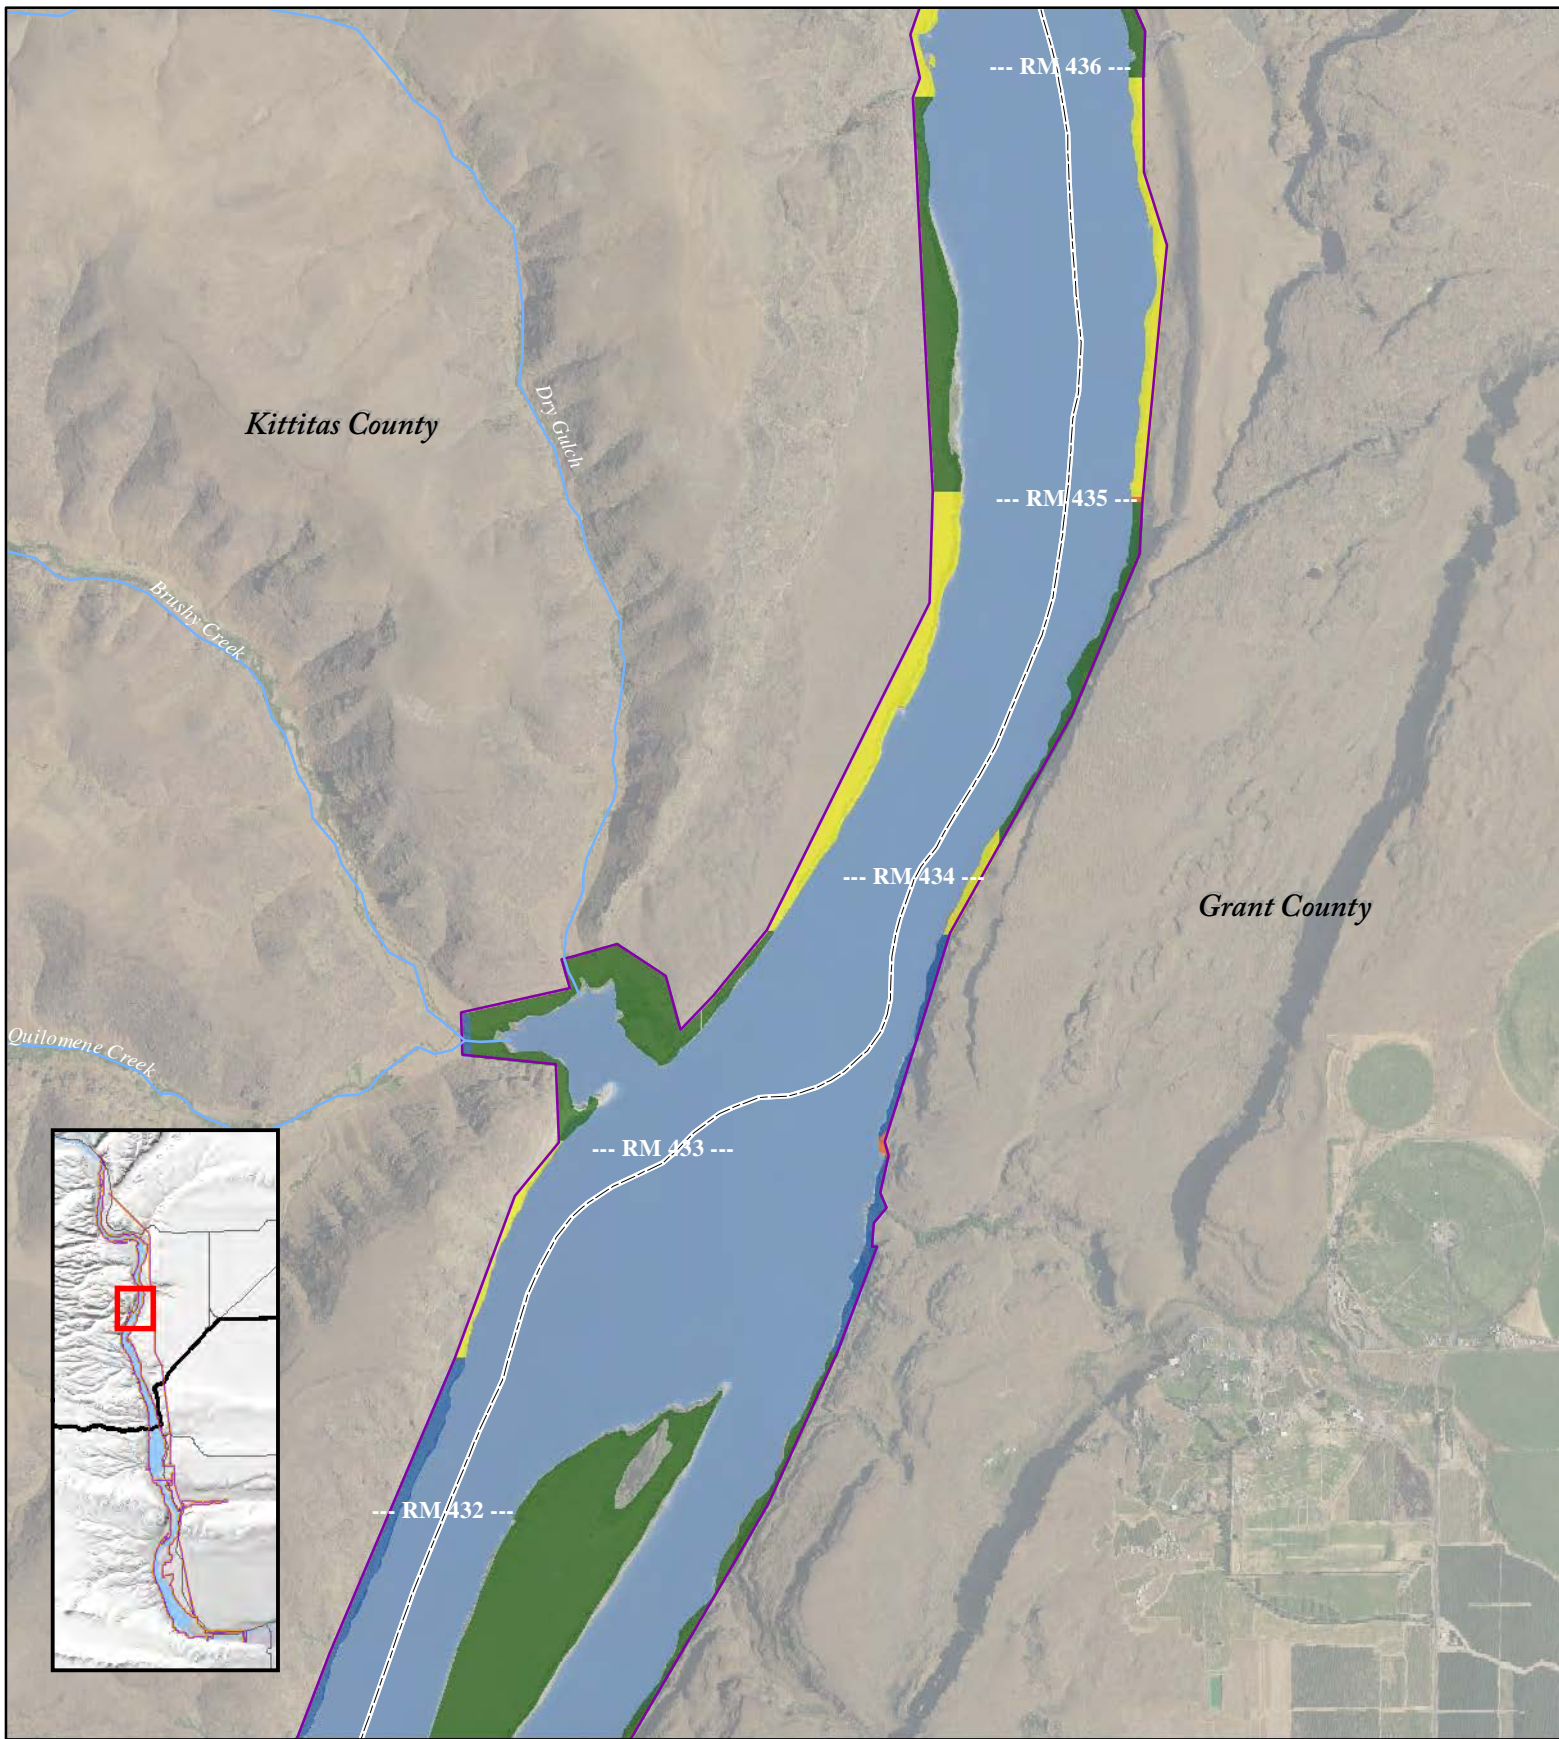 --- RM 436 ---
Dry Gulch
Kittitas County
--- RM 435 ---
Brushy Creek
--- RM 434 ---
Grant County
Quilomene Creek
--- RM 433 ---
--- RM 432 ---